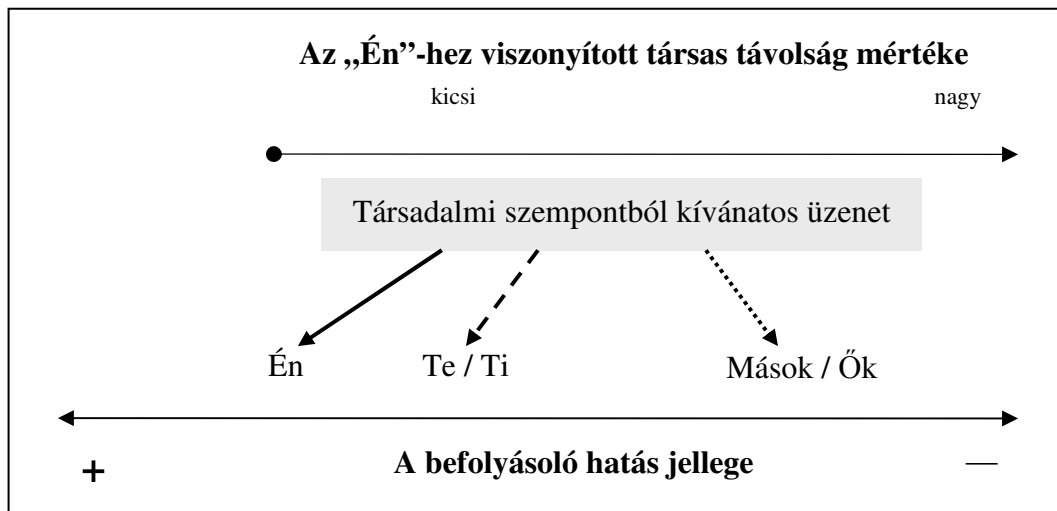 Az „Én”-hez viszonyított társas távolság mértéke
kicsi nagy
Társadalmi szempontból kívánatos üzenet
Én Te / Ti Mások / Ők
+ A befolyásoló hatás jellege —